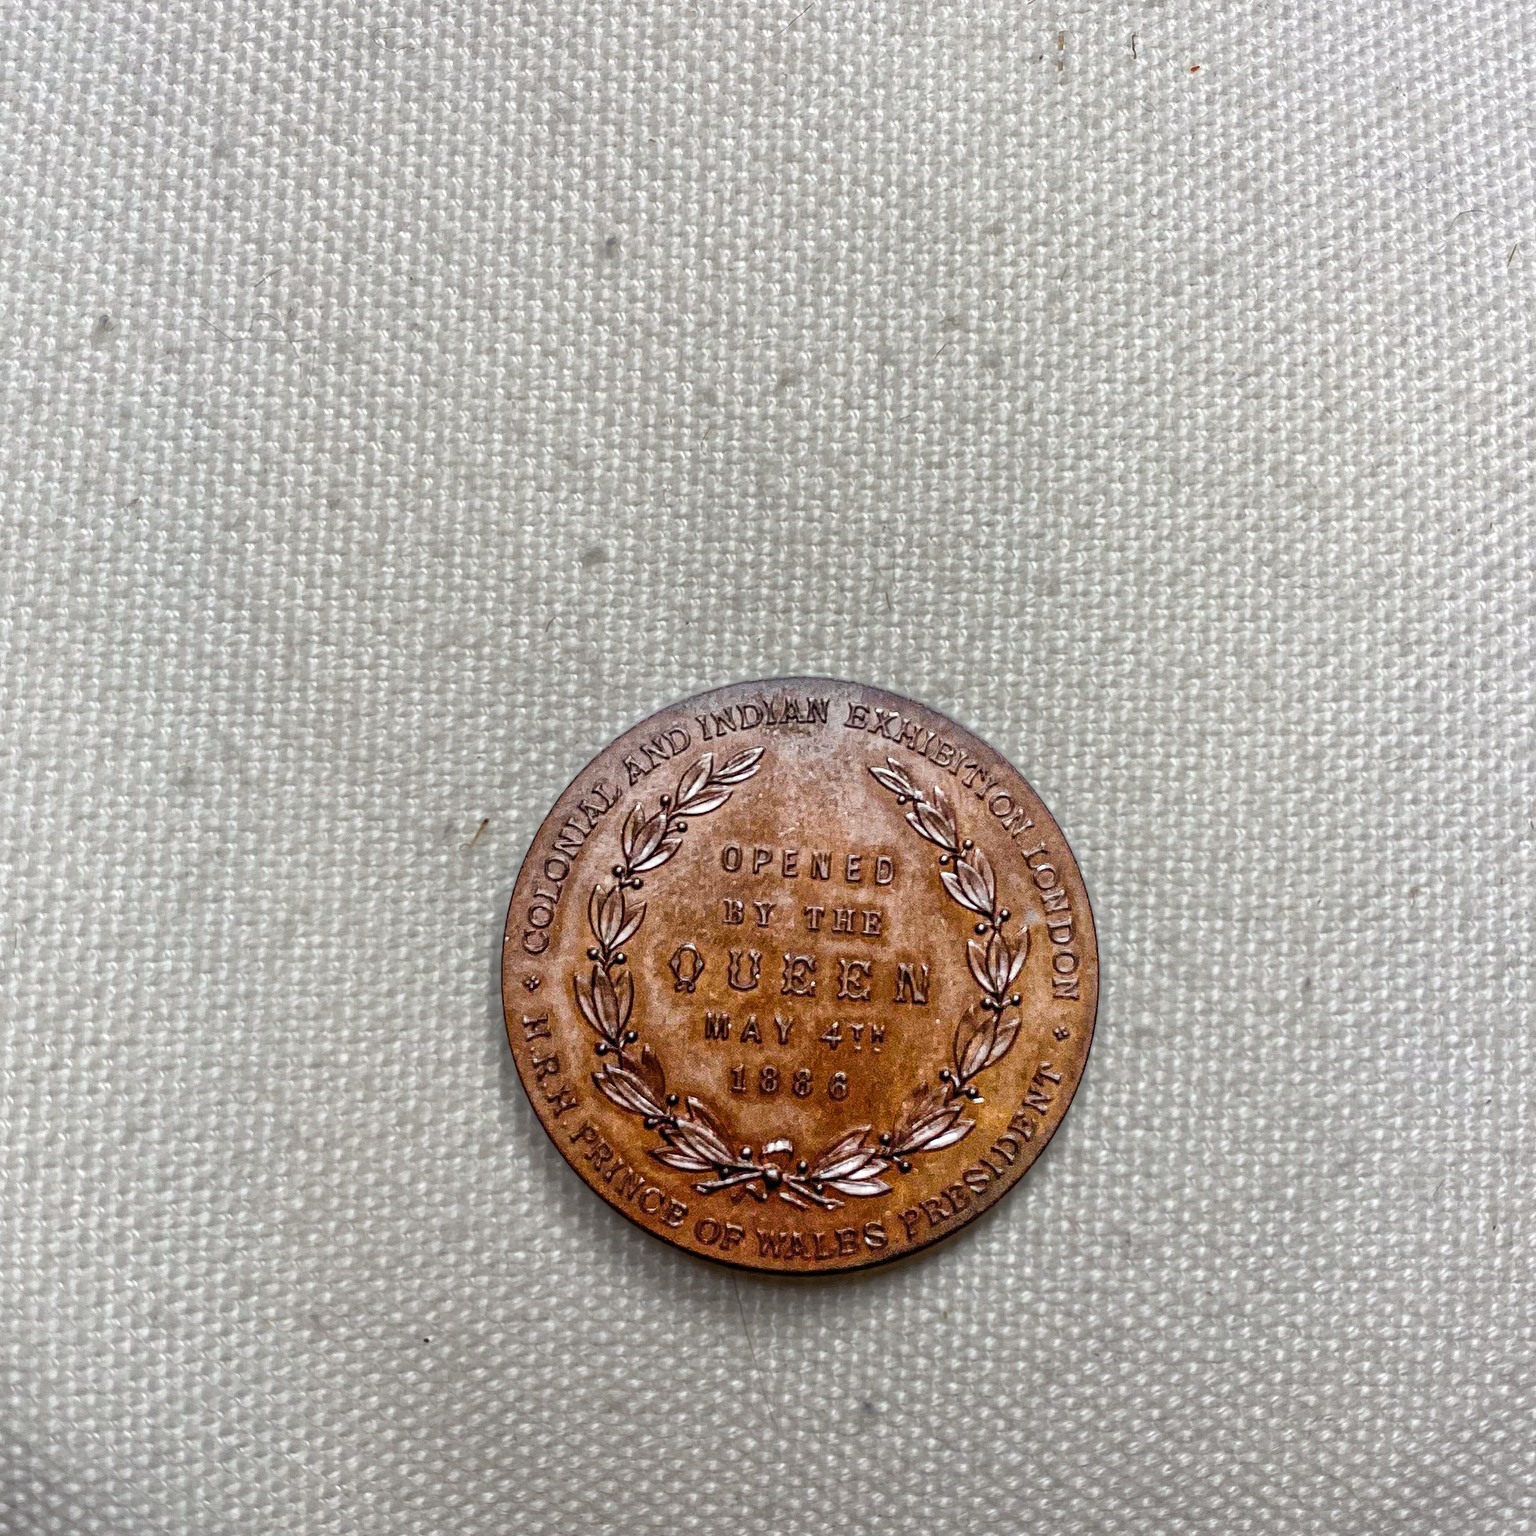 COLONIAL AND INDIAN EXHIBITION LONDON
OPENED
BY THE
QUEEN
MAY 4TH
1886
H.R.H. PRINCE OF WALES PRESIDENT